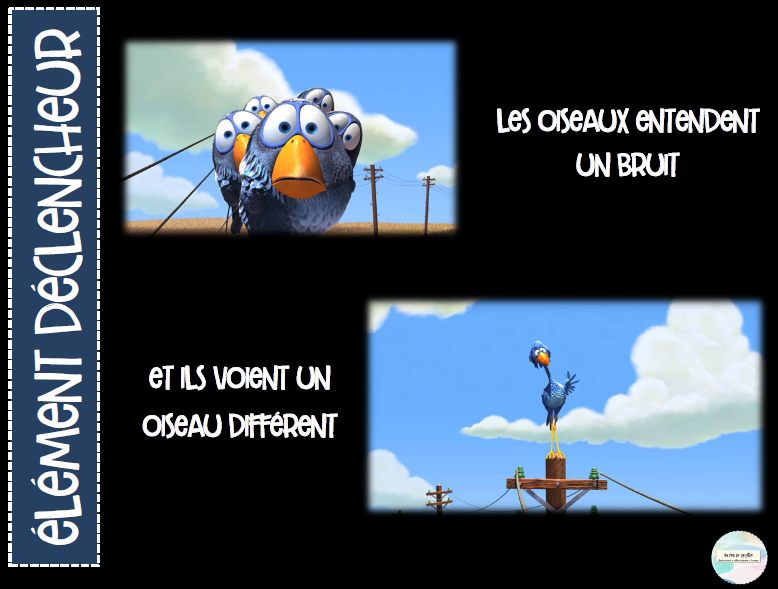 ÉLÉMENT DÉCLENCHEUR
LES OISEAUX ENTENDENT
UN BRUIT
ET ILS VOIENT UN
OISEAU DIFFÉRENT